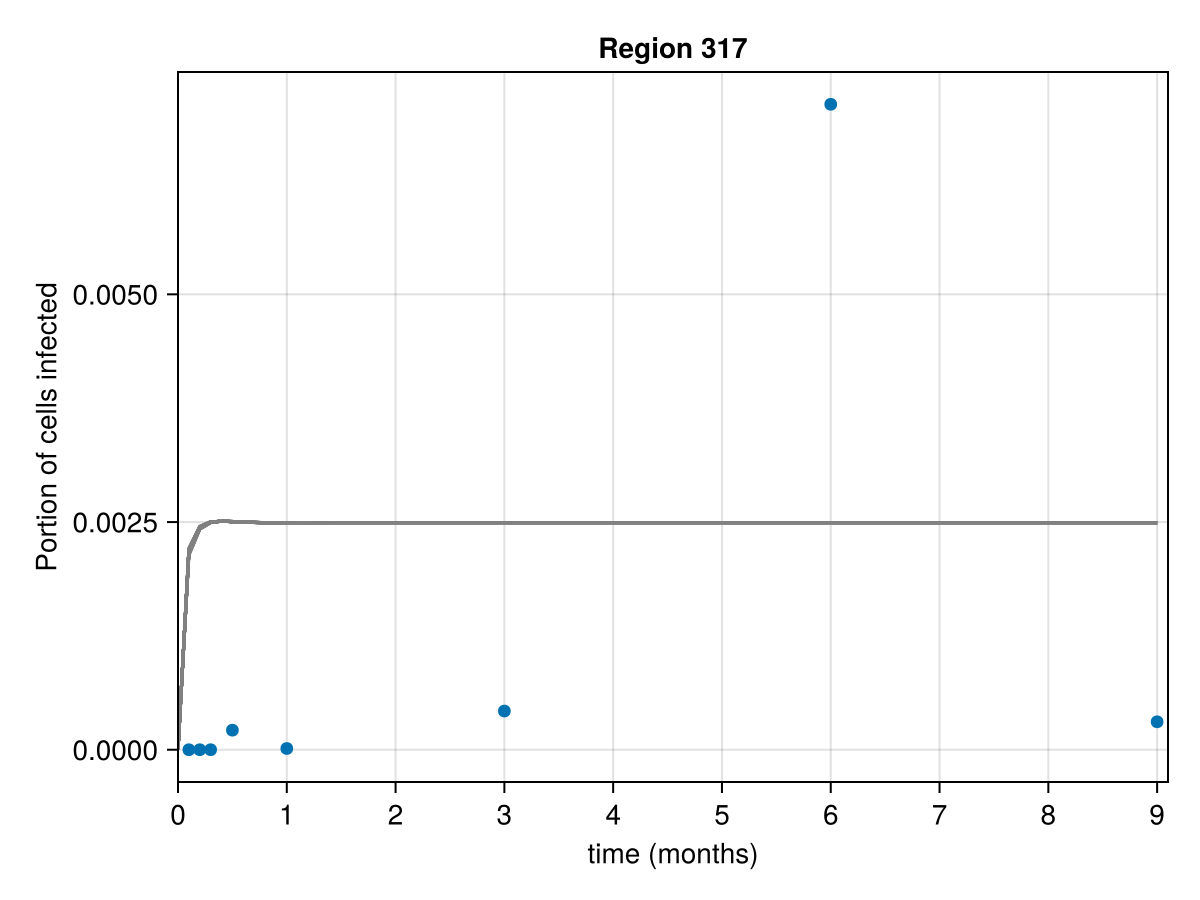 Region 317
Portion of cells infected
0.0050
0.0025
0.0000
0 1 2 3 4 5 6 7 8 9
time (months)